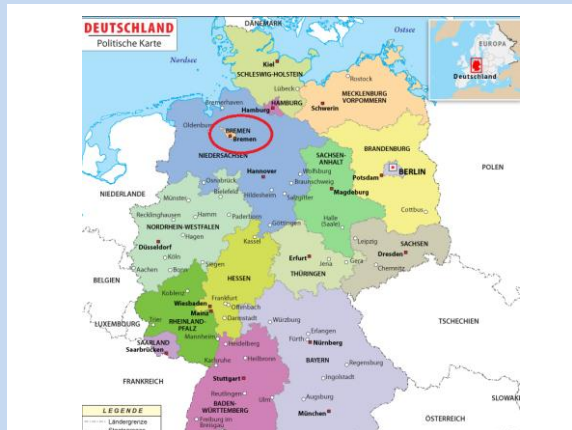 DÄNEMARK
DEUTSCHLAND
Politische Karte
Nordsee
Ostsee
EUROPA
Deutschland
Kiel
SCHLESWIG-HOLSTEIN
Rostock
Lübeck
MECKLENBURG
VORPOMMERN
Bremerhaven
HAMBURG
Hamburg
Schwerin
Oldenburg
BREMEN
Bremen
NIEDERSACHSEN
BRANDENBURG
SACHSEN-
ANHALT
BERLIN
POLEN
Hannover
Wolfsburg
Potsdam
Osnabrück
Braunschweig
Magdeburg
NIEDERLANDE
Münster
Bielefeld
Hildesheim
Salzgitter
Cottbus
Recklinghausen
Hamm
Paderborn
Göttingen
Halle
(Saale)
NORDRHEIN-WESTFALEN
Hagen
Kassel
Leipzig
SACHSEN
Düsseldorf
Dresden
Köln
Siegen
Erfurt
Jena
Gera
Chemnitz
Aachen
Bonn
HESSEN
THÜRINGEN
BELGIEN
Koblenz
Wiesbaden
Frankfurt
Offenbach
Mainz
Darmstadt
TSCHECHIEN
LUXEMBOURG
Trier
RHEINLAND-
PFALZ
Würzburg
Erlangen
Mannheim
Heidelberg
Fürth
Nürnberg
SAARLAND
Saarbrücken
BAYERN
Heilbronn
Regensburg
Karlsruhe
FRANKREICH
Stuttgart
Ingolstadt
Reutlingen
Ulm
Augsburg
SLOWAK
BADEN-
WÜRTTEMBERG
München
ÖSTERREICH
LEGENDE
Ländergrenze
Freiburg im
Breisgau